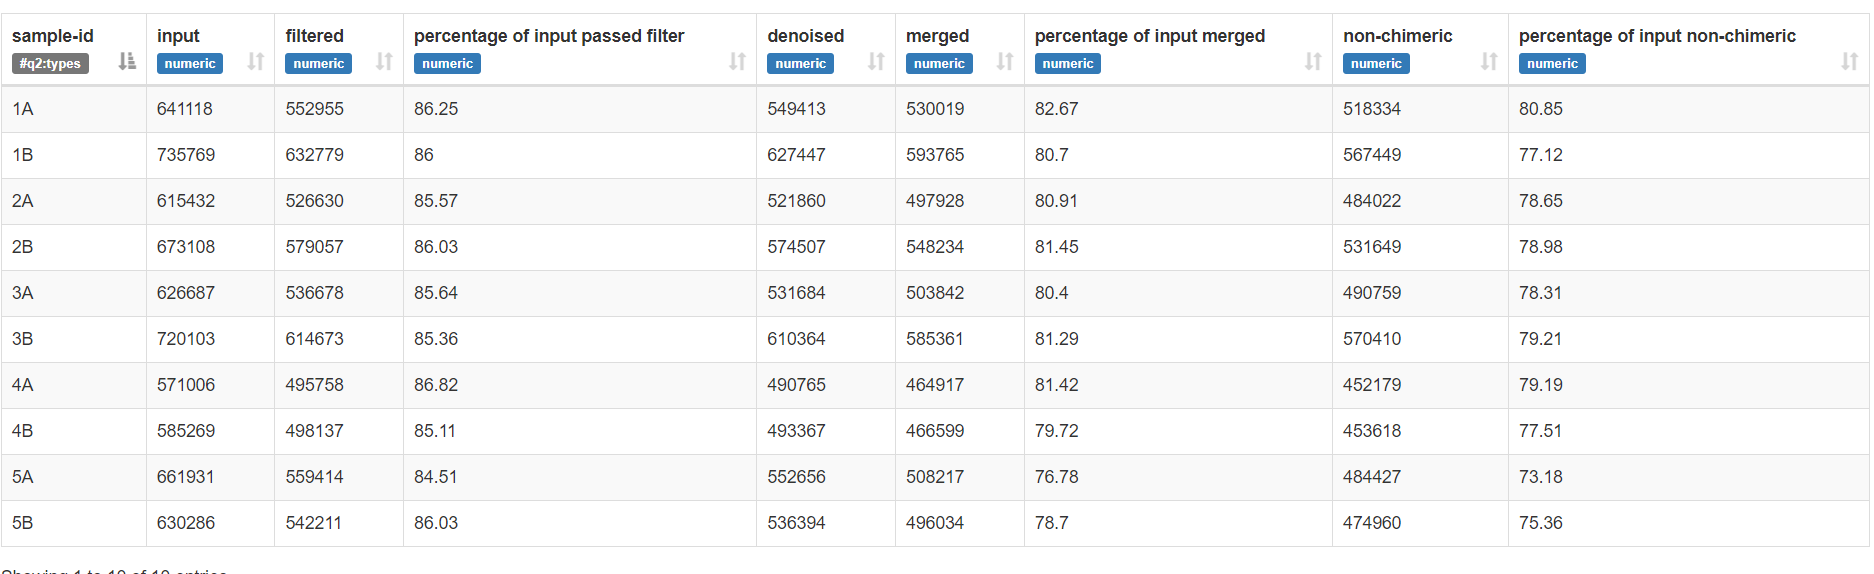 sample-id input filtered percentage of input passed filter denoised merged percentage of input merged non-chimeric percentage of input non-chimeric
#q2:types numeric numeric numeric numeric numeric numeric numeric numeric
1A 641118 552955 86.25 549413 530019 82.67 518334 80.85
1B 735769 632779 86 627447 593765 80.7 567449 77.12
2A 615432 526630 85.57 521860 497928 80.91 484022 78.65
2B 673108 579057 86.03 574507 548234 81.45 531649 78.98
3A 626687 536678 85.64 531684 503842 80.4 490759 78.31
3B 720103 614673 85.36 610364 585361 81.29 570410 79.21
4A 571006 495758 86.82 490765 464917 81.42 452179 79.19
4B 585269 498137 85.11 493367 466599 79.72 453618 77.51
5A 661931 559414 84.51 552656 508217 76.78 484427 73.18
5B 630286 542211 86.03 536394 496034 78.7 474960 75.36
Showing 1 to 10 of 10 entries